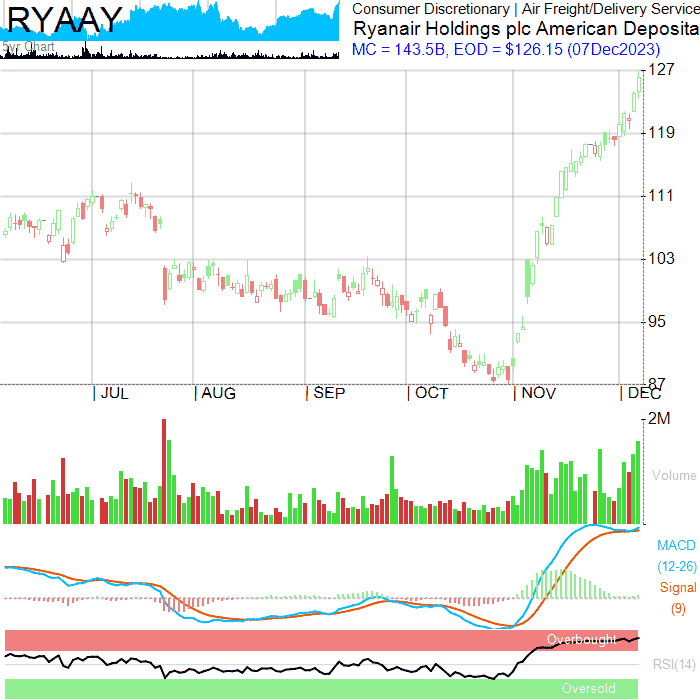 RYAAY
5yr Chart
Consumer Discretionary | Air Freight/Delivery Service
Ryanair Holdings plc American Deposita
MC = 143.5B, EOD = $126.15 (07Dec2023)
127
119
111
103
95
87
JUL
AUG
SEP
OCT
NOV
DEC
2M
Volume
MACD
(12-26)
Signal
(9)
Overbought
RSI(14)
Oversold